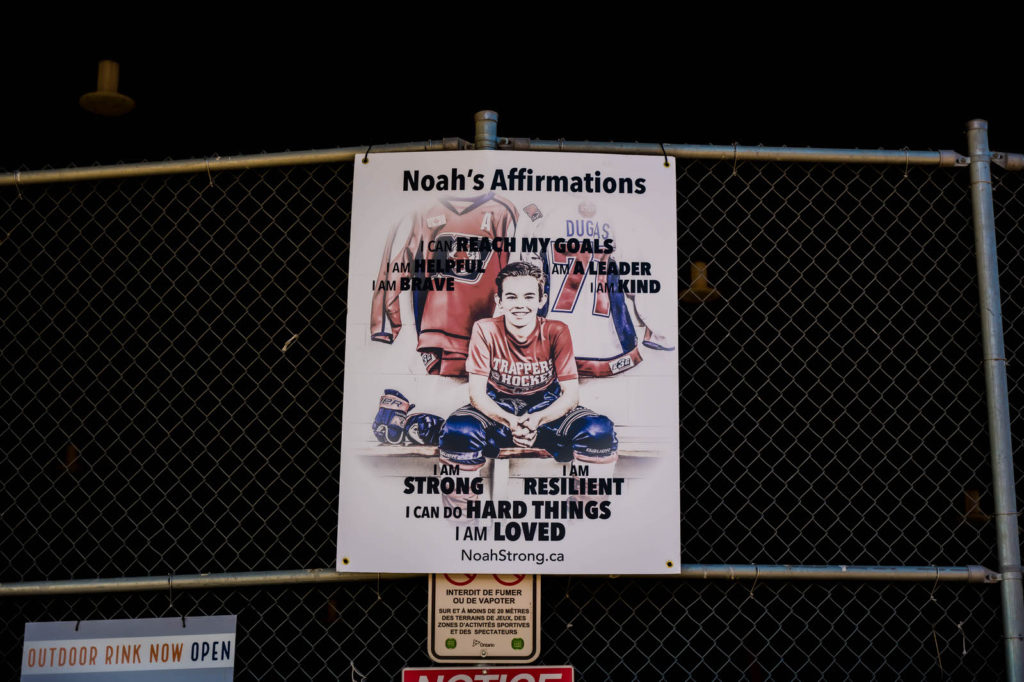 Noah's Affirmations
DUGAS
I CAN REACH MY GOALS
I AM HELPFUL
I AM A LEADER
I AM BRAVE
I AM KIND
A
71
TRAPPERS
HOCKEY
BAUER
I AM
STRONG
I AM
RESILIENT
I CAN DO HARD THINGS
I AM LOVED
NoahStrong.ca
INTERDIT DE FUMER
OU DE VAPOTER
SUR ET À MOINS DE 20 MÈTRES
DES TERRAINS DE JEUX, DES
ZONES D'ACTIVITÉS SPORTIVES
ET DES SPECTATEURS
Ontario
OUTDOOR RINK NOW OPEN
NOTICE